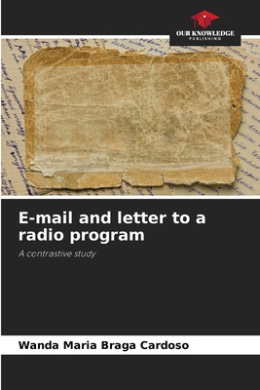 OUR KNOWLEDGE
PUBLISHING
E-mail and letter to a
radio program
A contrastive study
Wanda Maria Braga Cardoso